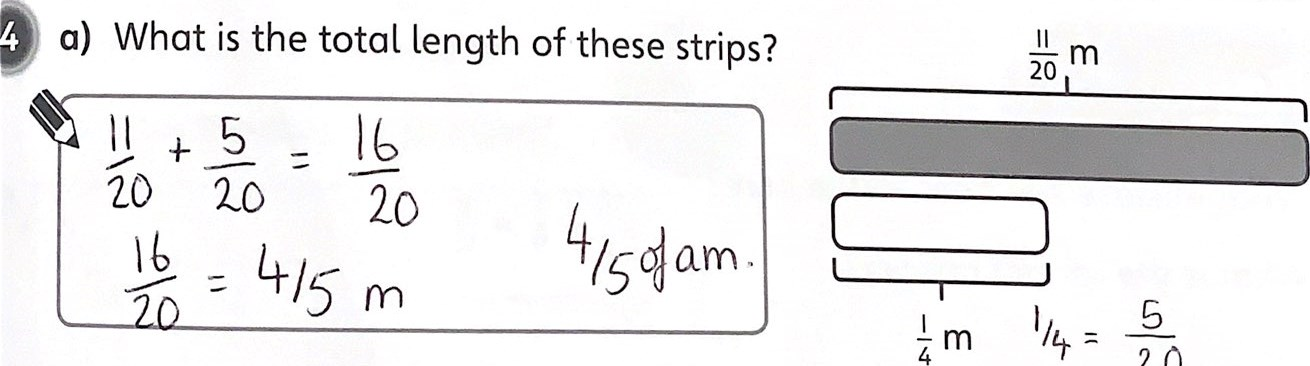 4 a) What is the total length of these strips?
11/20 m
11/20 + 5/20 = 16/20
16/20 = 4/5 m
4/5 of a m.
1/4 m
1/4 = 5/20